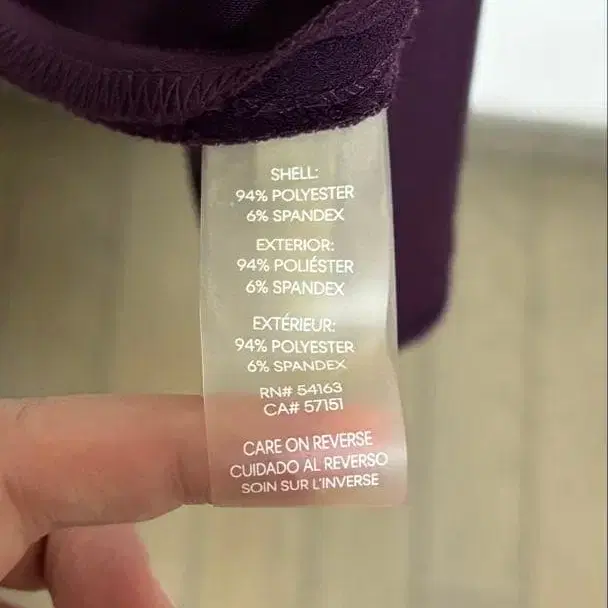 SHELL:
94% POLYESTER
6% SPANDEX
EXTERIOR:
94% POLIÉSTER
6% SPANDEX
EXTÉRIEUR:
94% POLYESTER
6% SPANDEX
RN# 54163
CA# 57151
CARE ON REVERSE
CUIDADO AL REVERSO
SOIN SUR L'INVERSE